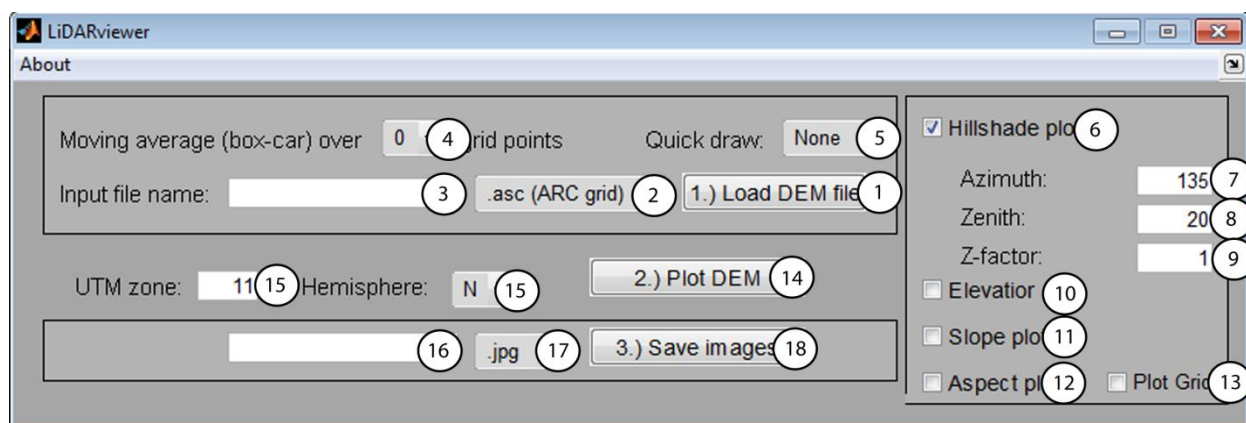 LiDARviewer
About
Moving average (box-car) over 0 4 grid points Quick draw: None 5
Input file name: 3 .asc (ARC grid) 2 1.) Load DEM file 1
UTM zone: 11 15 Hemisphere: N 15 2.) Plot DEM 14
16 .jpg 17 3.) Save images 18
Hillshade plo 6
Azimuth: 135 7
Zenith: 20 8
Z-factor: 1 9
Elevation 10
Slope plo 11
Aspect pl 12 Plot Grid 13